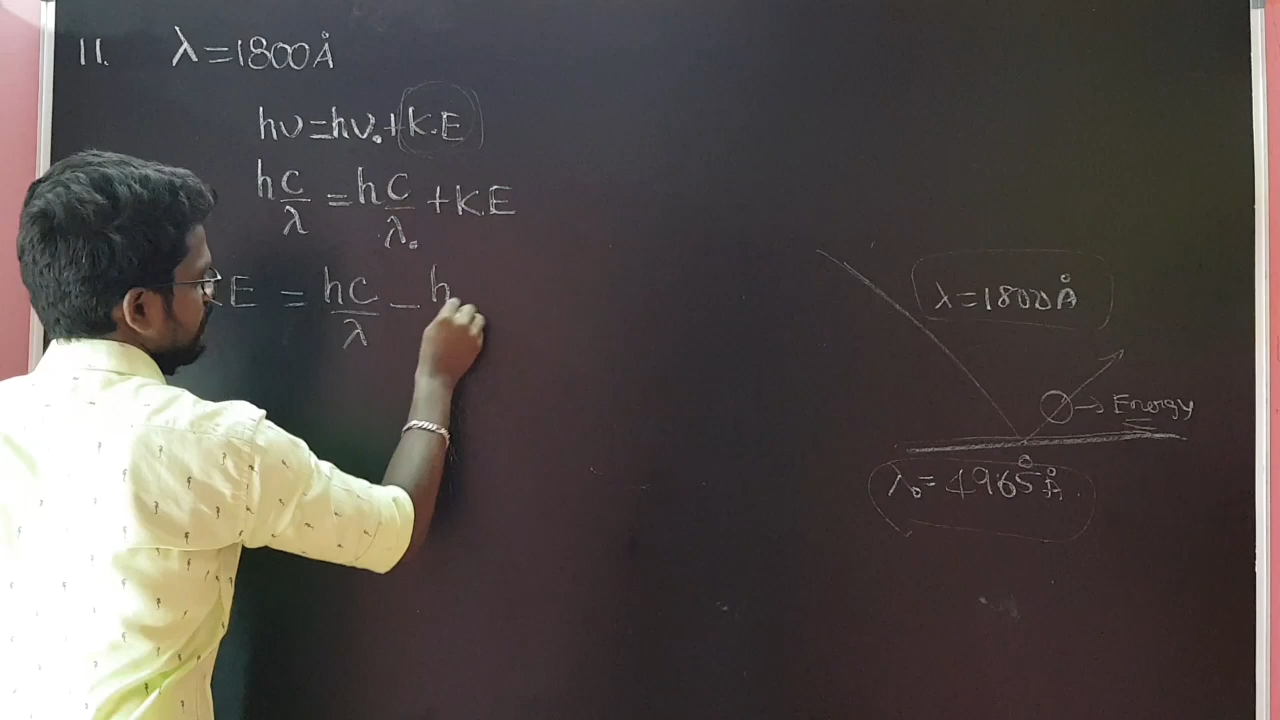 11. λ=1800Å
hν=hν₀+K.E
hc/λ = hc/λ₀ + K.E
K E = hc/λ – h
λ=1800Å
Energy
λ₀=4965Å